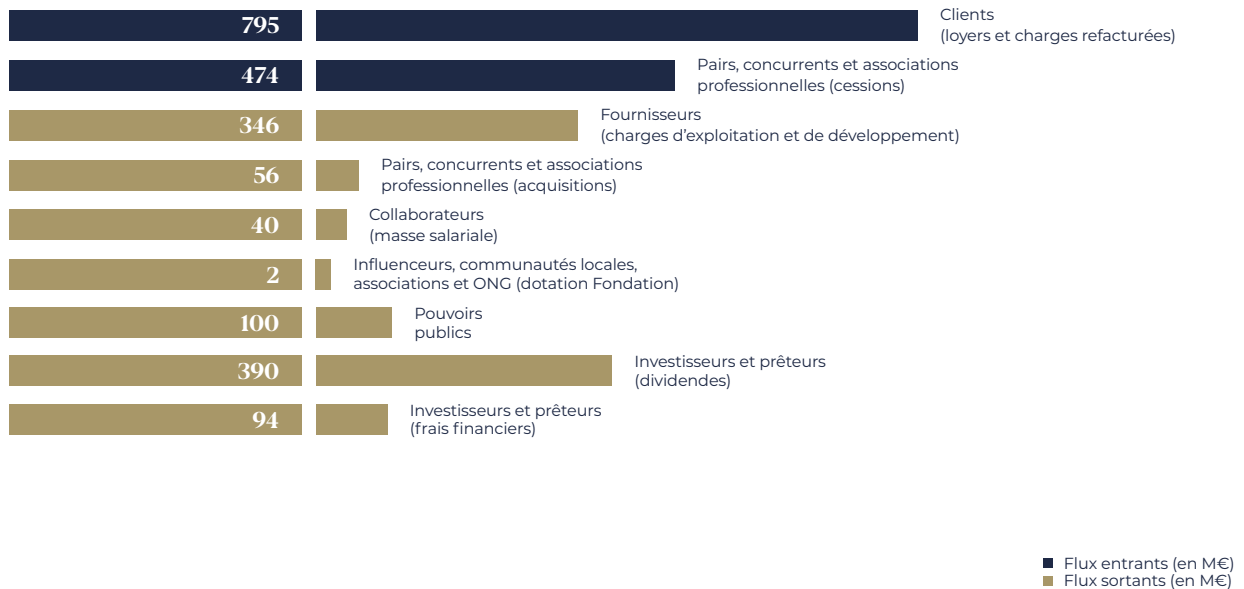 795
Clients
(loyers et charges refacturées)
474
Pairs, concurrents et associations
professionnelles (cessions)
346
Fournisseurs
(charges d’exploitation et de développement)
56
Pairs, concurrents et associations
professionnelles (acquisitions)
40
Collaborateurs
(masse salariale)
2
Influenceurs, communautés locales,
associations et ONG (dotation Fondation)
100
Pouvoirs
publics
390
Investisseurs et prêteurs
(dividendes)
94
Investisseurs et prêteurs
(frais financiers)
Flux entrants (en M€)
Flux sortants (en M€)